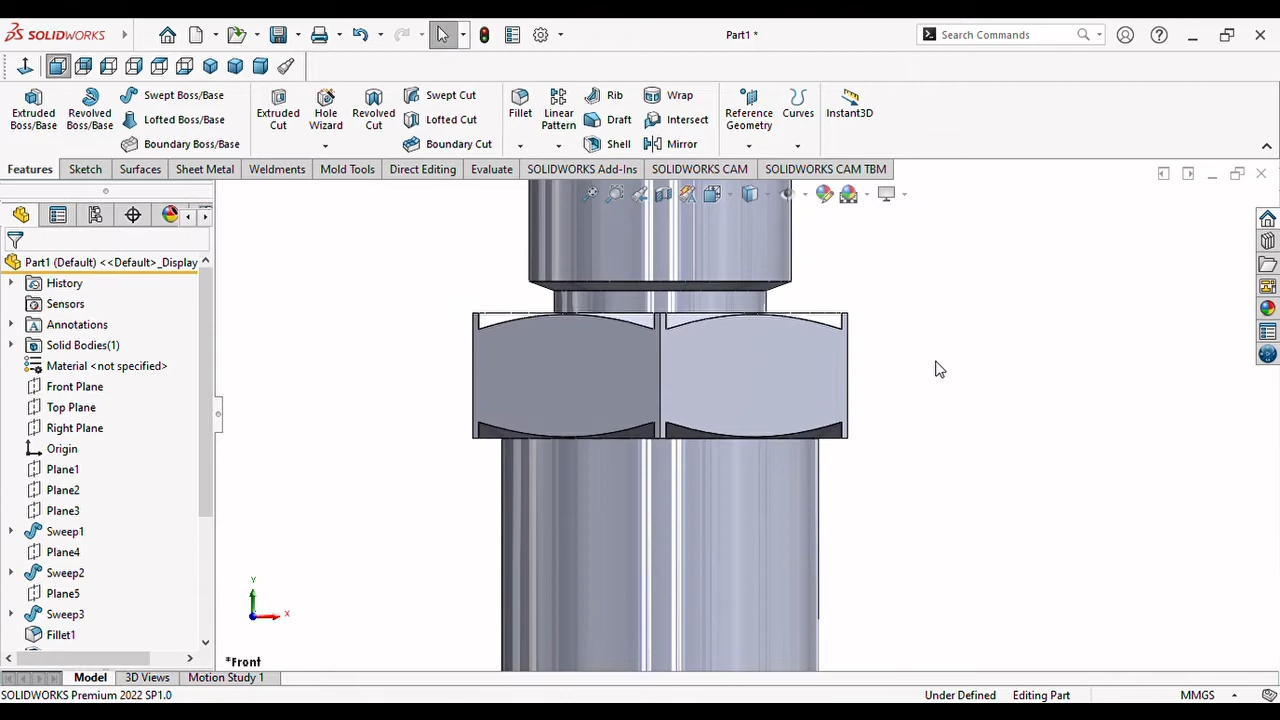 SOLIDWORKS
Part1 *
Search Commands
Extruded Boss/Base
Revolved Boss/Base
Swept Boss/Base
Lofted Boss/Base
Boundary Boss/Base
Extruded Cut
Hole Wizard
Revolved Cut
Swept Cut
Lofted Cut
Boundary Cut
Fillet
Linear Pattern
Rib
Draft
Shell
Wrap
Intersect
Mirror
Reference Geometry
Curves
Instant3D
Features
Sketch
Surfaces
Sheet Metal
Weldments
Mold Tools
Direct Editing
Evaluate
SOLIDWORKS Add-Ins
SOLIDWORKS CAM
SOLIDWORKS CAM TBM
Part1 (Default) <<Default>_Display
History
Sensors
Annotations
Solid Bodies(1)
Material <not specified>
Front Plane
Top Plane
Right Plane
Origin
Plane1
Plane2
Plane3
Sweep1
Plane4
Sweep2
Plane5
Sweep3
Fillet1
Y
X
*Front
Model
3D Views
Motion Study 1
SOLIDWORKS Premium 2022 SP1.0
Under Defined
Editing Part
MMGS